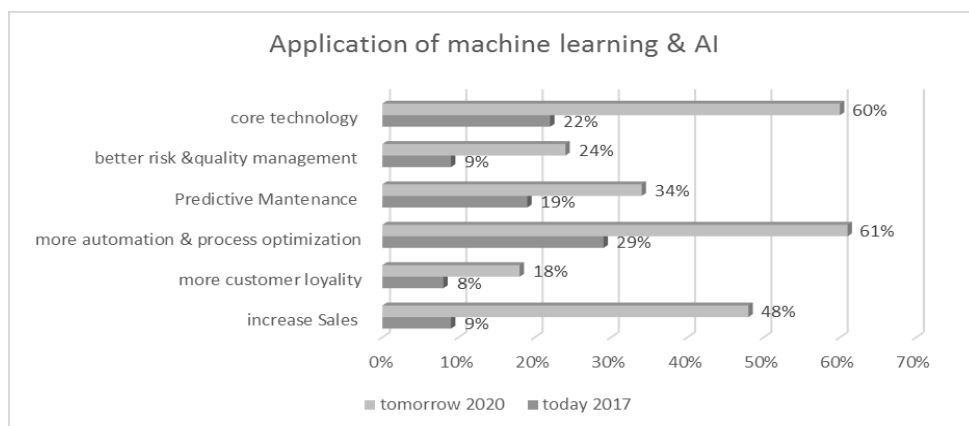 Application of machine learning & AI
core technology
60%
22%
better risk &quality management
24%
9%
Predictive Mantenance
34%
19%
more automation & process optimization
61%
29%
more customer loyality
18%
8%
increase Sales
48%
9%
0% 10% 20% 30% 40% 50% 60% 70%
tomorrow 2020 today 2017